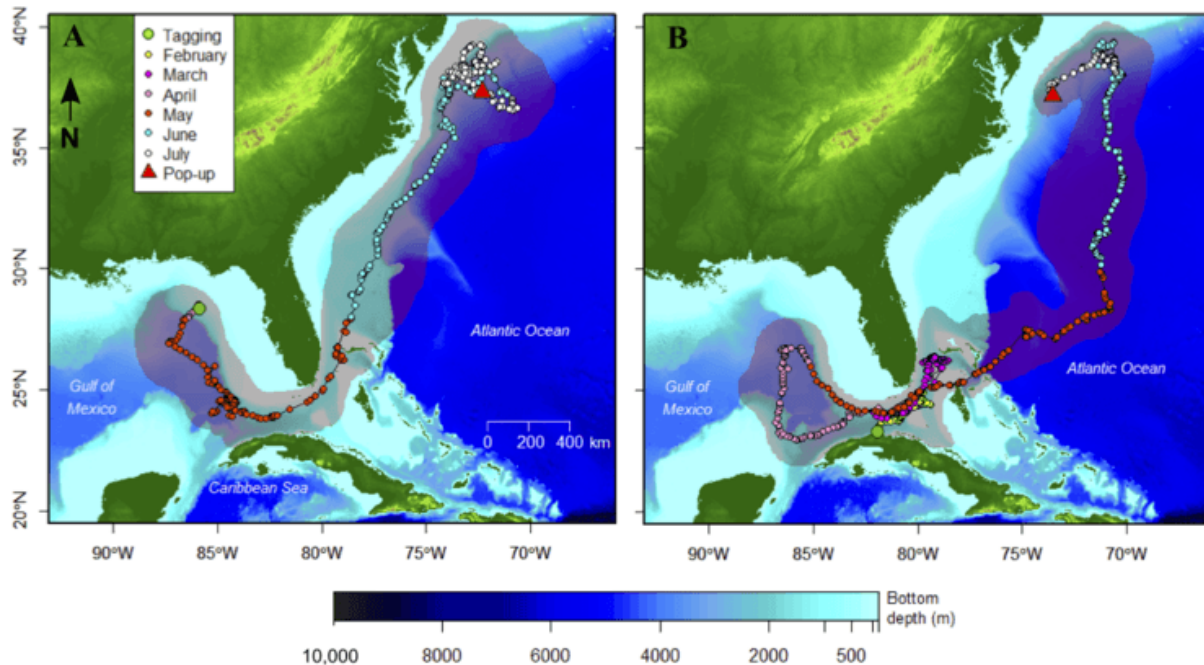 A
Tagging
February
March
April
May
June
July
Pop-up
N
B
40°N
35°N
30°N
25°N
20°N
Atlantic Ocean
Gulf of
Mexico
0 200 400 km
Caribbean Sea
Atlantic Ocean
Gulf of
Mexico
Caribbean Sea
90°W 85°W 80°W 75°W 70°W
90°W 85°W 80°W 75°W 70°W
Bottom
depth (m)
10,000 8000 6000 4000 2000 500